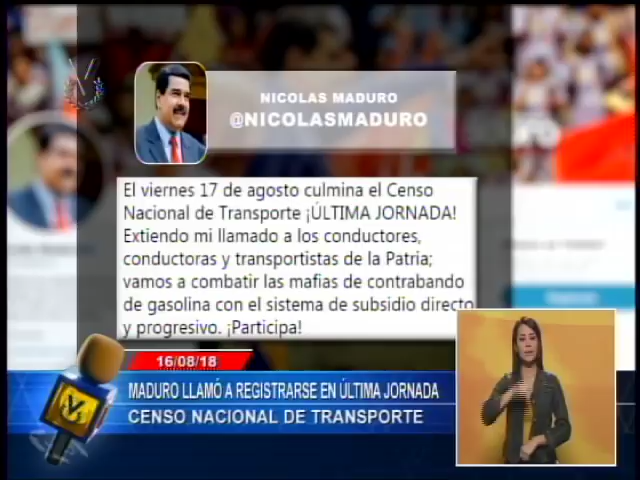 NICOLAS MADURO
@NICOLASMADURO
El viernes 17 de agosto culmina el Censo
Nacional de Transporte ¡ÚLTIMA JORNADA!
Extiendo mi llamado a los conductores,
conductoras y transportistas de la Patria;
vamos a combatir las mafias de contrabando
de gasolina con el sistema de subsidio directo
y progresivo. ¡Participa!
16/08/18
MADURO LLAMÓ A REGISTRARSE EN ÚLTIMA JORNADA
CENSO NACIONAL DE TRANSPORTE